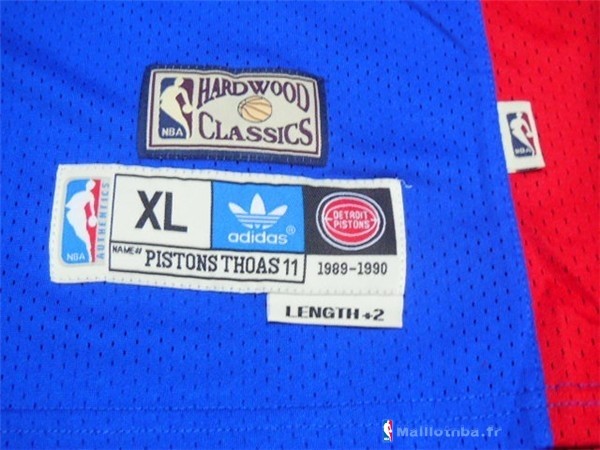 HARDWOOD
CLASSICS
NBA
NBA
NBA
AUTHENTICS
XL
adidas®
DETROIT
PISTONS
NAME#
PISTONS THOAS 11
1989-1990
LENGTH +2
Maillotnba.fr